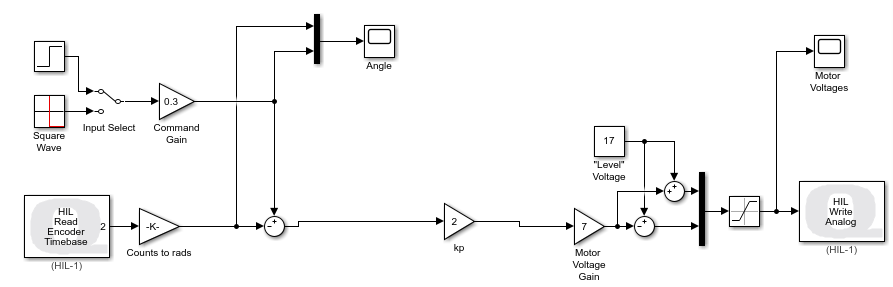 Angle
Square
Wave
Input Select
0.3
Command
Gain
HIL
Read
Encoder
Timebase
2
(HIL-1)
-K-
Counts to rads
2
kp
17
"Level"
Voltage
7
Motor
Voltage
Gain
Motor
Voltages
HIL
Write
Analog
(HIL-1)